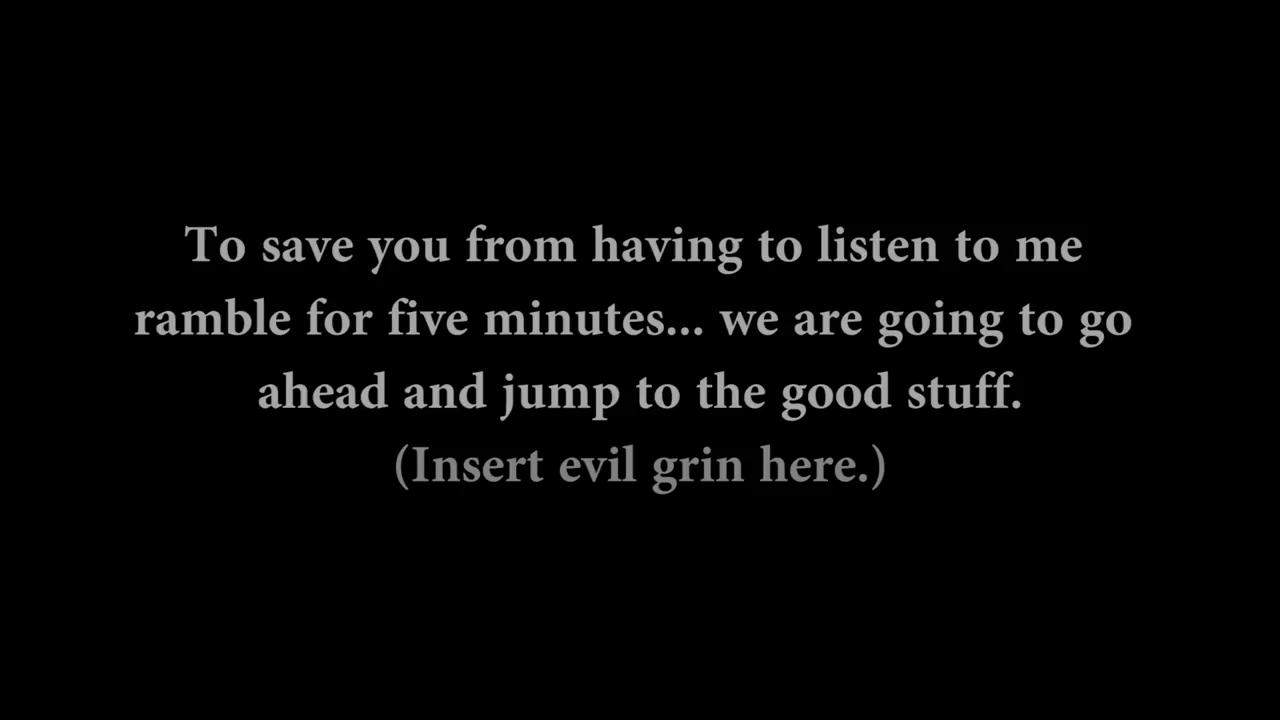 To save you from having to listen to me
ramble for five minutes... we are going to go
ahead and jump to the good stuff.
(Insert evil grin here.)